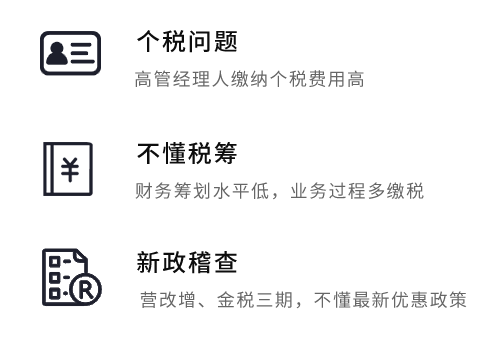 个税问题
高管经理人缴纳个税费用高
¥
不懂税筹
财务筹划水平低，业务过程多缴税
新政稽查
R
营改增、金税三期，不懂最新优惠政策